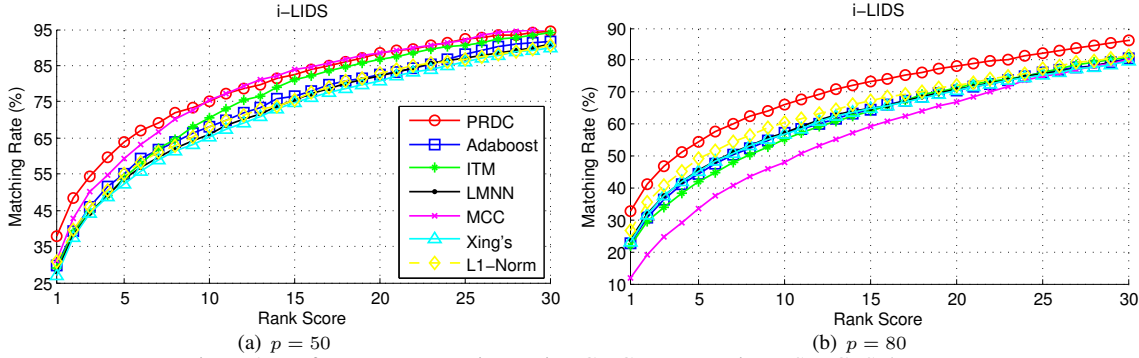 i−LIDS
95
85
75
65
55
45
35
25
Matching Rate (%)
1 5 10 15 20 25 30
Rank Score
PRDC
Adaboost
ITM
LMNN
MCC
Xing's
L1−Norm
(a) p = 50
i−LIDS
90
80
70
60
50
40
30
20
10
Matching Rate (%)
1 5 10 15 20 25 30
Rank Score
(b) p = 80